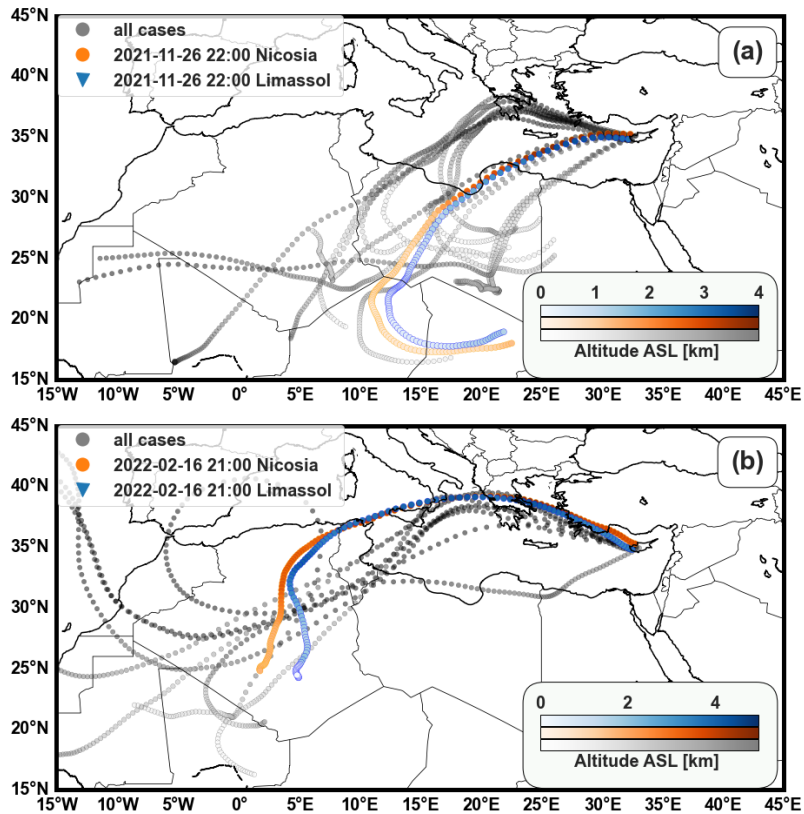 all cases
2021-11-26 22:00 Nicosia
2021-11-26 22:00 Limassol
(a)
45°N
40°N
35°N
30°N
25°N
20°N
15°N
0 1 2 3 4
Altitude ASL [km]
15°W 10°W 5°W 0° 5°E 10°E 15°E 20°E 25°E 30°E 35°E 40°E 45°E
all cases
2022-02-16 21:00 Nicosia
2022-02-16 21:00 Limassol
(b)
45°N
40°N
35°N
30°N
25°N
20°N
15°N
0 2 4
Altitude ASL [km]
15°W 10°W 5°W 0° 5°E 10°E 15°E 20°E 25°E 30°E 35°E 40°E 45°E